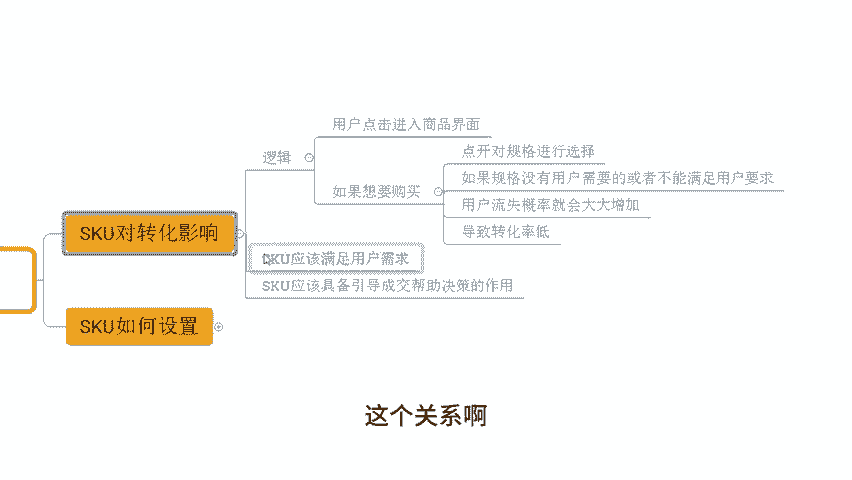 用户点击进入商品界面
逻辑
点开对规格进行选择
如果规格没有用户需要的或者不能满足用户要求
如果想要购买
用户流失概率就会大大增加
导致转化率低
SKU对转化影响
SKU应该满足用户需求
SKU应该具备引导成交帮助决策的作用
SKU如何设置
这个关系啊